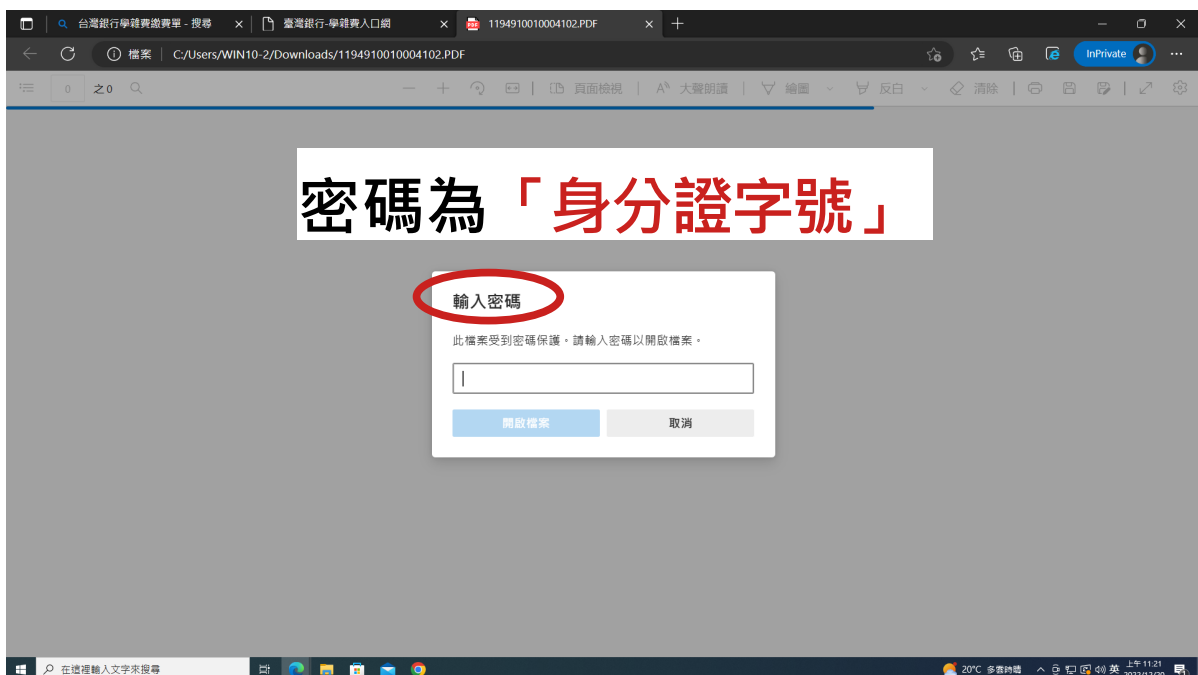 台灣銀行學雜費繳費單 - 搜尋
臺灣銀行-學雜費入口網
1194910010004102.PDF
檔案 C:/Users/WIN10-2/Downloads/1194910010004102.PDF
InPrivate
0 之0
頁面檢視
大聲朗讀
繪圖
反白
清除
密碼為「身分證字號」
輸入密碼
此檔案受到密碼保護。請輸入密碼以開啟檔案。
開啟檔案
取消
在這裡輸入文字來搜尋
20°C 多雲時晴
英
上午 11:21